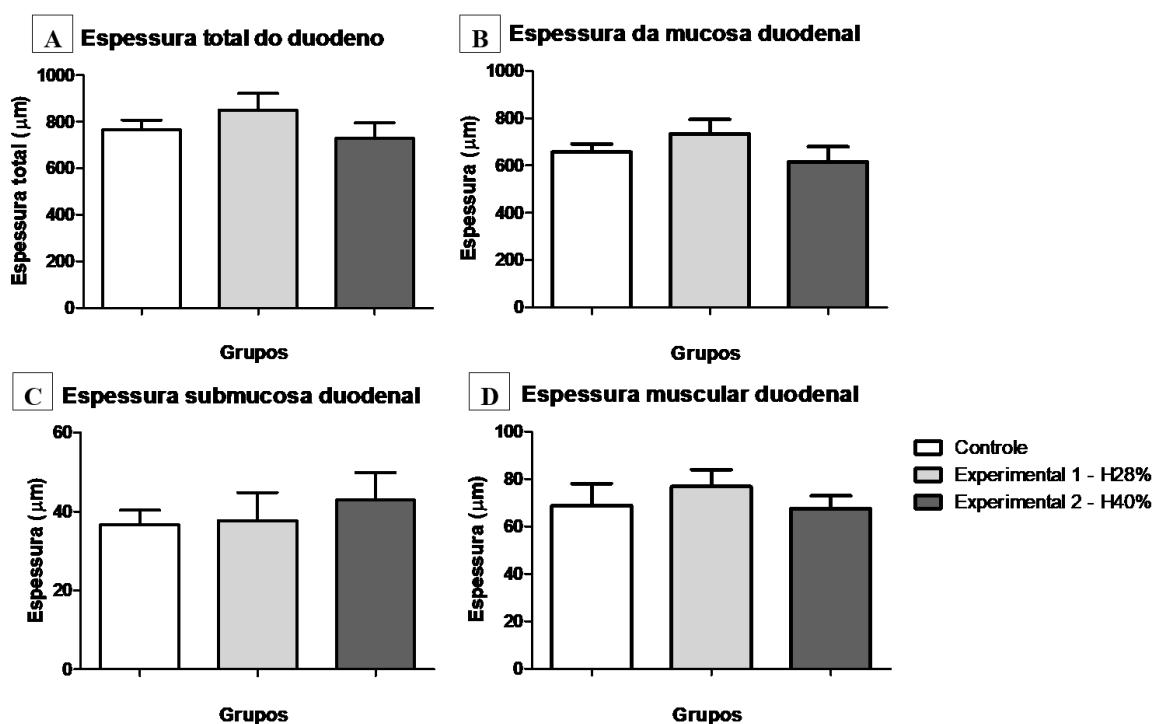 A Espessura total do duodeno
Espessura total (μm)
1000
800
600
400
200
0
Grupos
B Espessura da mucosa duodenal
Espessura (μm)
1000
800
600
400
200
0
Grupos
C Espessura submucosa duodenal
Espessura (μm)
60
40
20
0
Grupos
D Espessura muscular duodenal
Espessura (μm)
100
80
60
40
20
0
Grupos
Controle
Experimental 1 - H28%
Experimental 2 - H40%